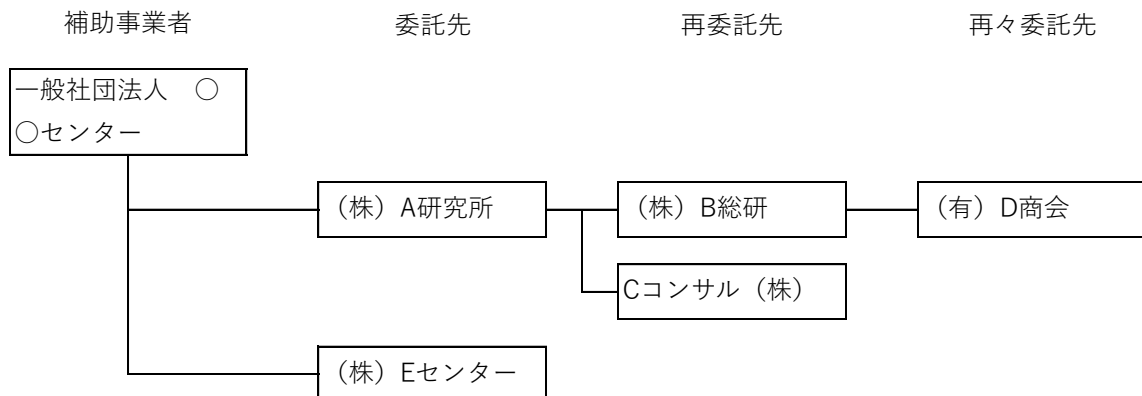 補助事業者 委託先 再委託先 再々委託先
一般社団法人　○
○センター
（株）A研究所 （株）B総研 （有）D商会
Cコンサル（株）
（株）Eセンター